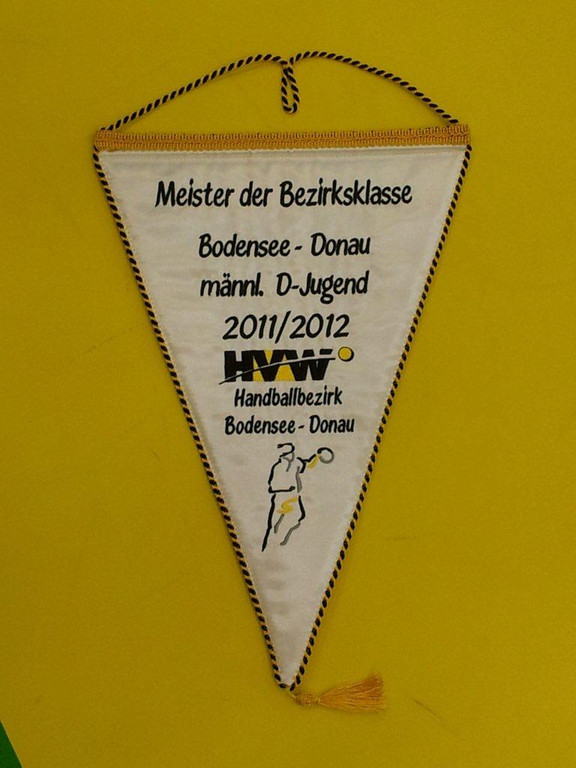 Meister der Bezirksklasse
Bodensee - Donau
männl. D-Jugend
2011/2012
HVW
Handballbezirk
Bodensee - Donau